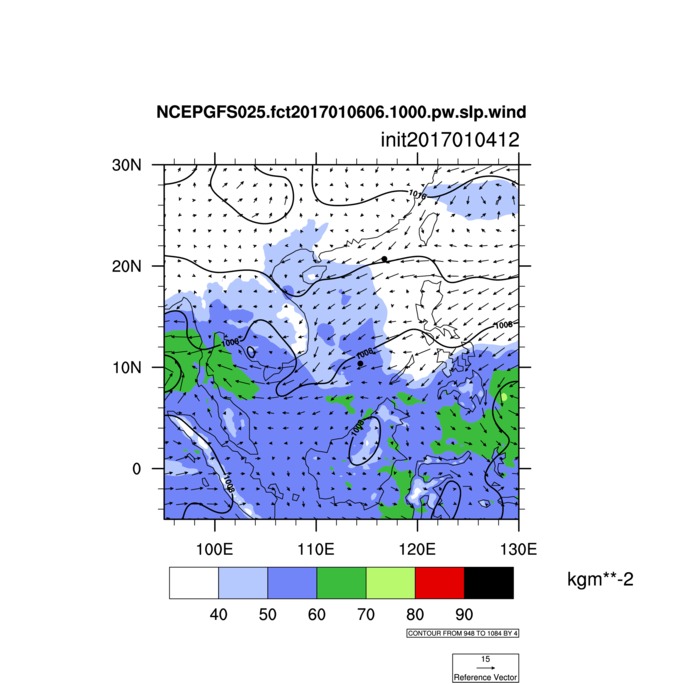 NCEPGFS025.fct2017010606.1000.pw.slp.wind
init2017010412
30N
1016
20N
1008
1008
1008
10N
1008
0
1008
100E 110E 120E 130E
kgm**-2
40 50 60 70 80 90
CONTOUR FROM 948 TO 1084 BY 4
15
Reference Vector